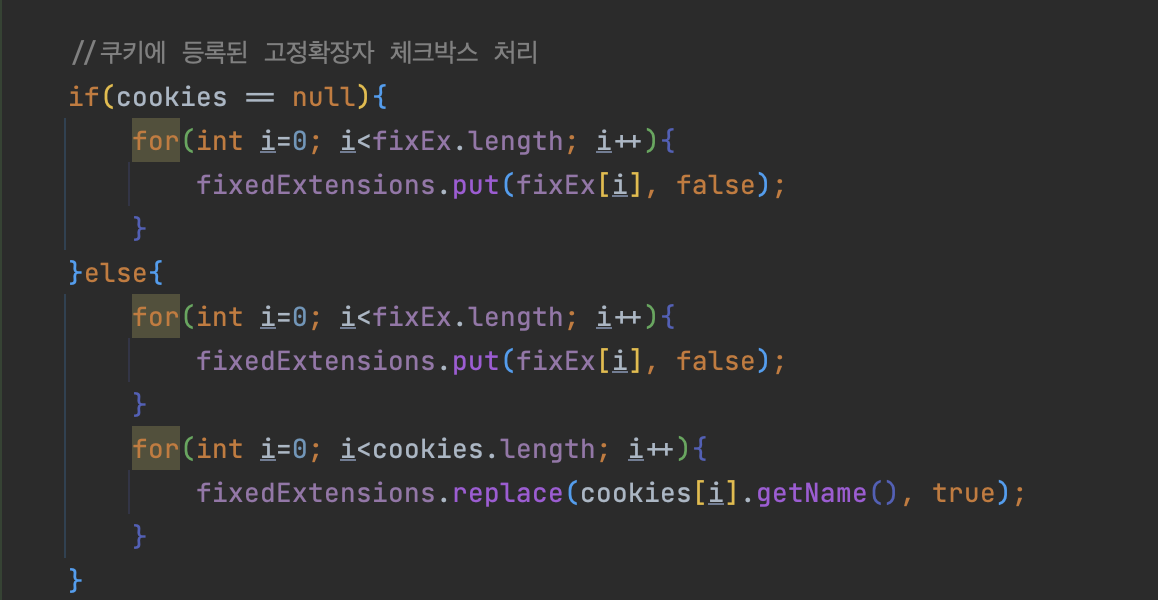 //쿠키에 등록된 고정확장자 체크박스 처리
if(cookies == null){
for(int i=0; i<fixEx.length; i++){
fixedExtensions.put(fixEx[i], false);
}
}else{
for(int i=0; i<fixEx.length; i++){
fixedExtensions.put(fixEx[i], false);
}
for(int i=0; i<cookies.length; i++){
fixedExtensions.replace(cookies[i].getName(), true);
}
}